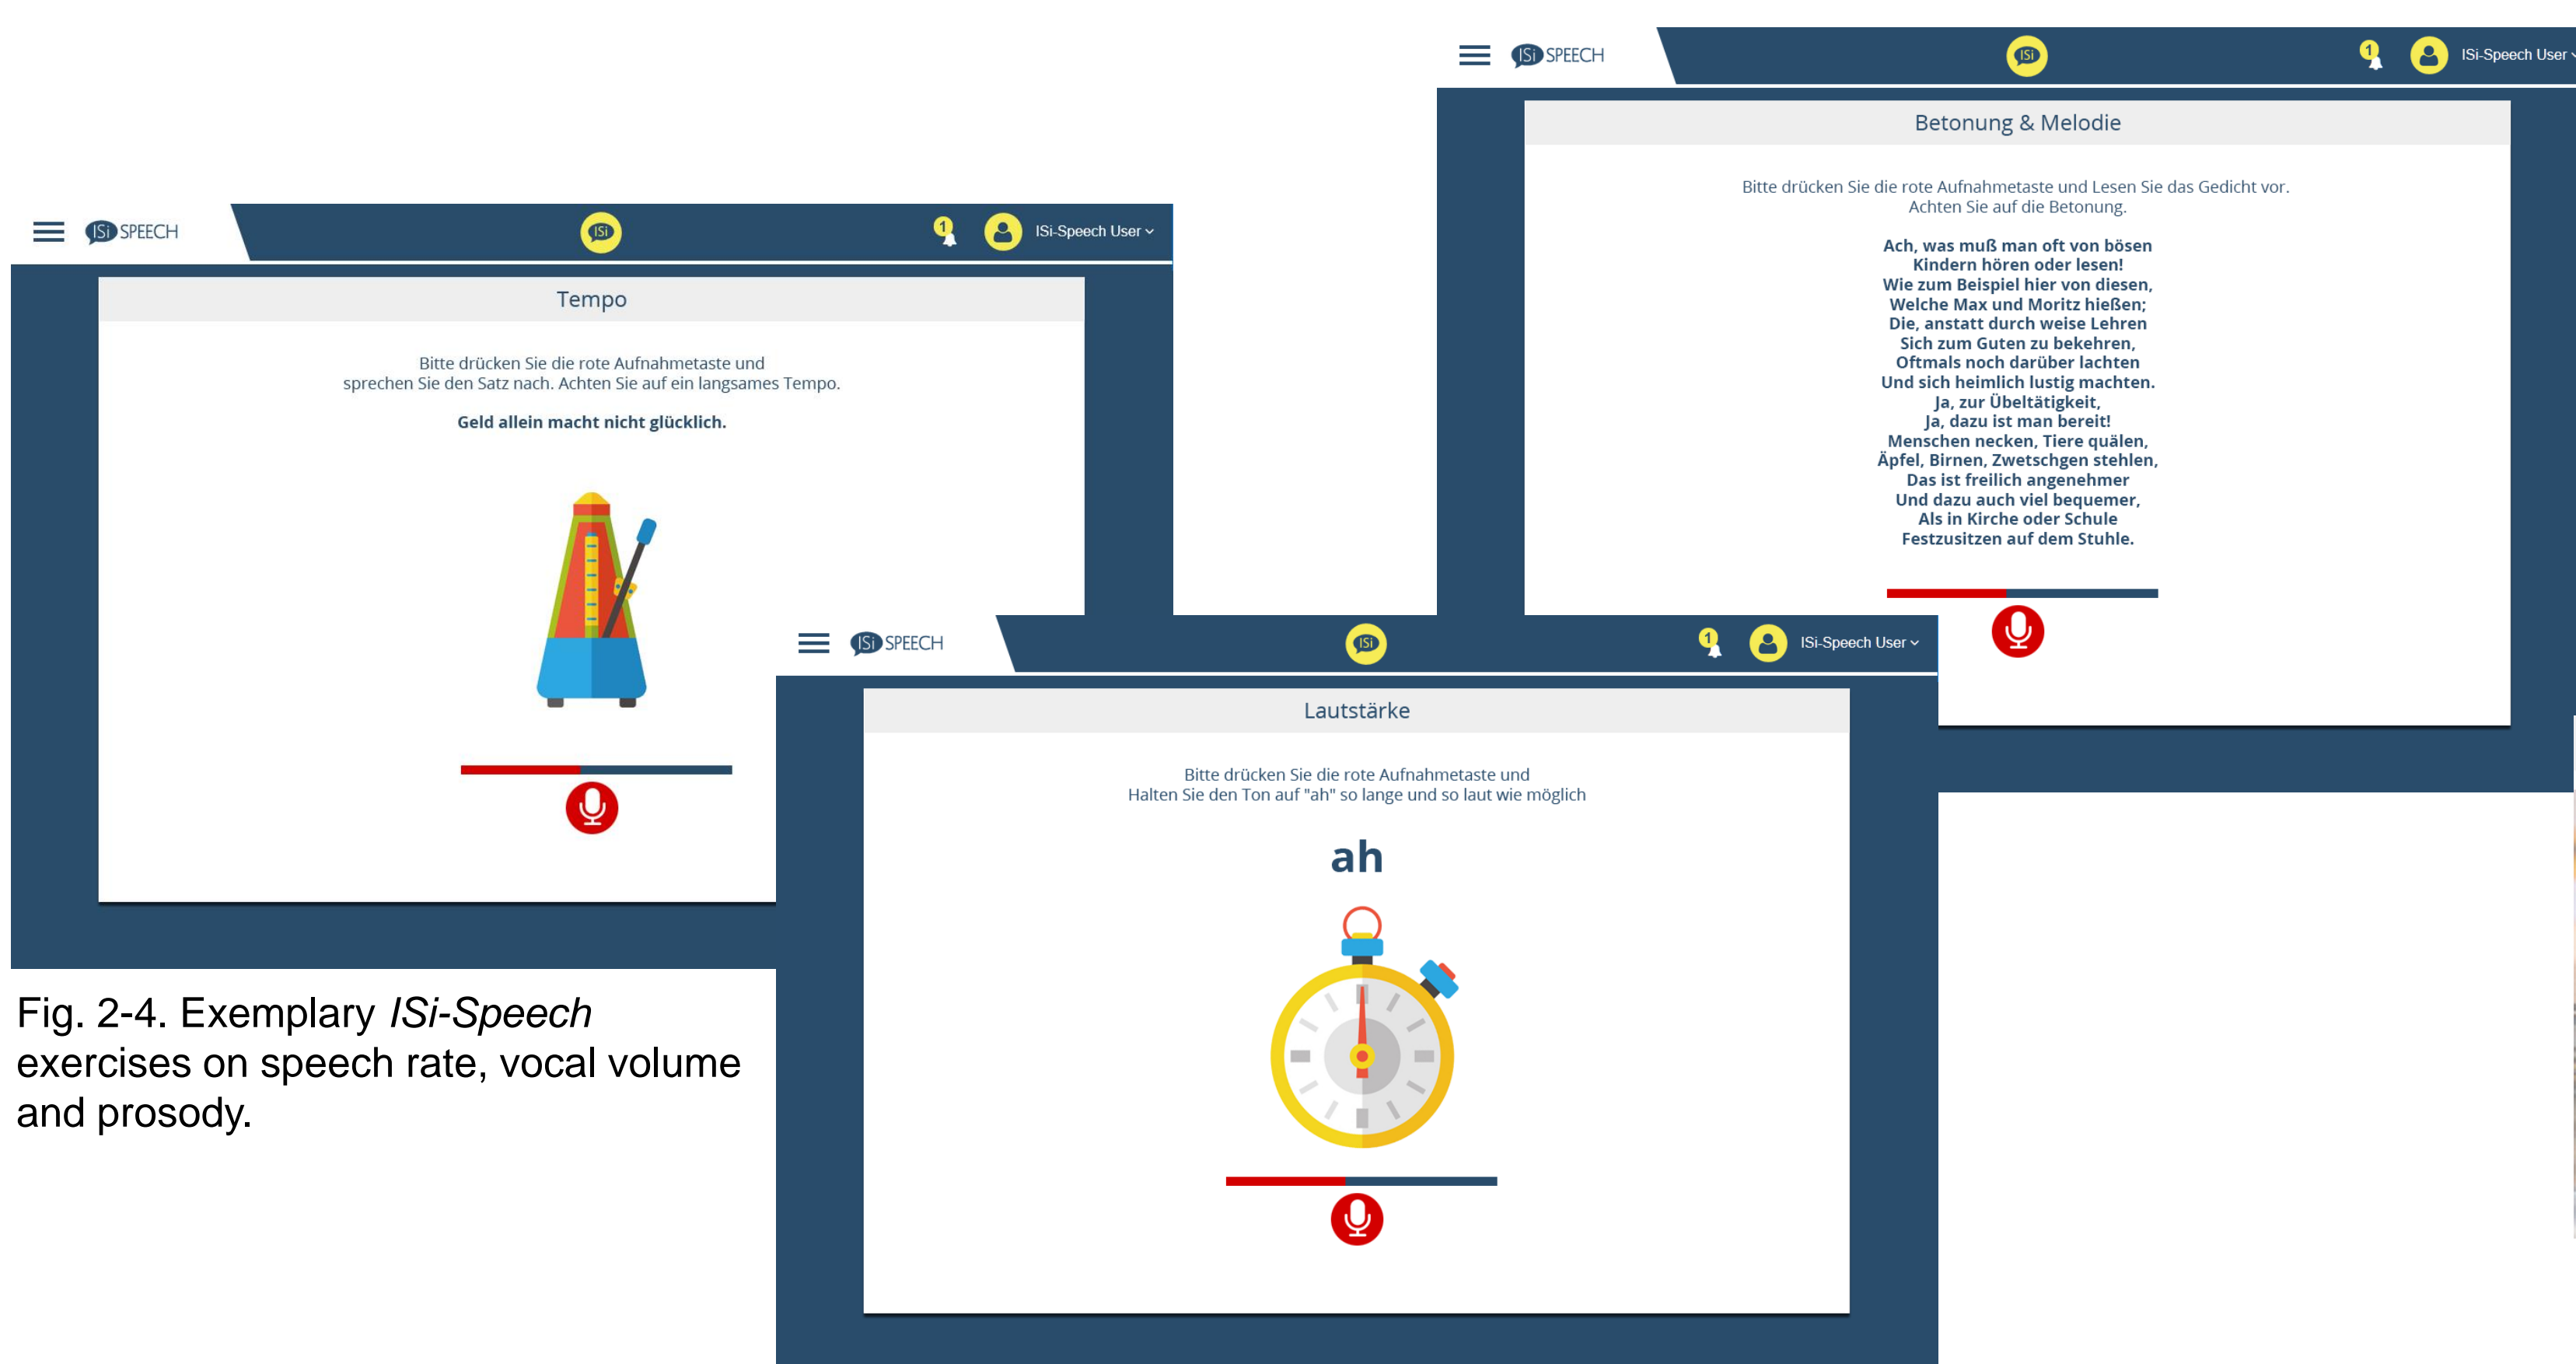 ISi SPEECH
ISi
1
ISi-Speech User
Tempo
Bitte drücken Sie die rote Aufnahmetaste und
sprechen Sie den Satz nach. Achten Sie auf ein langsames Tempo.
Geld allein macht nicht glücklich.
ISi SPEECH
ISi
1
ISi-Speech User
Betonung & Melodie
Bitte drücken Sie die rote Aufnahmetaste und Lesen Sie das Gedicht vor.
Achten Sie auf die Betonung.
Ach, was muß man oft von bösen
Kindern hören oder lesen!
Wie zum Beispiel hier von diesen,
Welche Max und Moritz hießen;
Die, anstatt durch weise Lehren
Sich zum Guten zu bekehren,
Oftmals noch darüber lachten
Und sich heimlich lustig machten.
Ja, zur Übeltätigkeit,
Ja, dazu ist man bereit!
Menschen necken, Tiere quälen,
Äpfel, Birnen, Zwetschgen stehlen,
Das ist freilich angenehmer
Und dazu auch viel bequemer,
Als in Kirche oder Schule
Festzusitzen auf dem Stuhle.
ISi SPEECH
ISi
1
ISi-Speech User
Lautstärke
Bitte drücken Sie die rote Aufnahmetaste und
Halten Sie den Ton auf "ah" so lange und so laut wie möglich
ah
Fig. 2-4. Exemplary ISi-Speech
exercises on speech rate, vocal volume
and prosody.